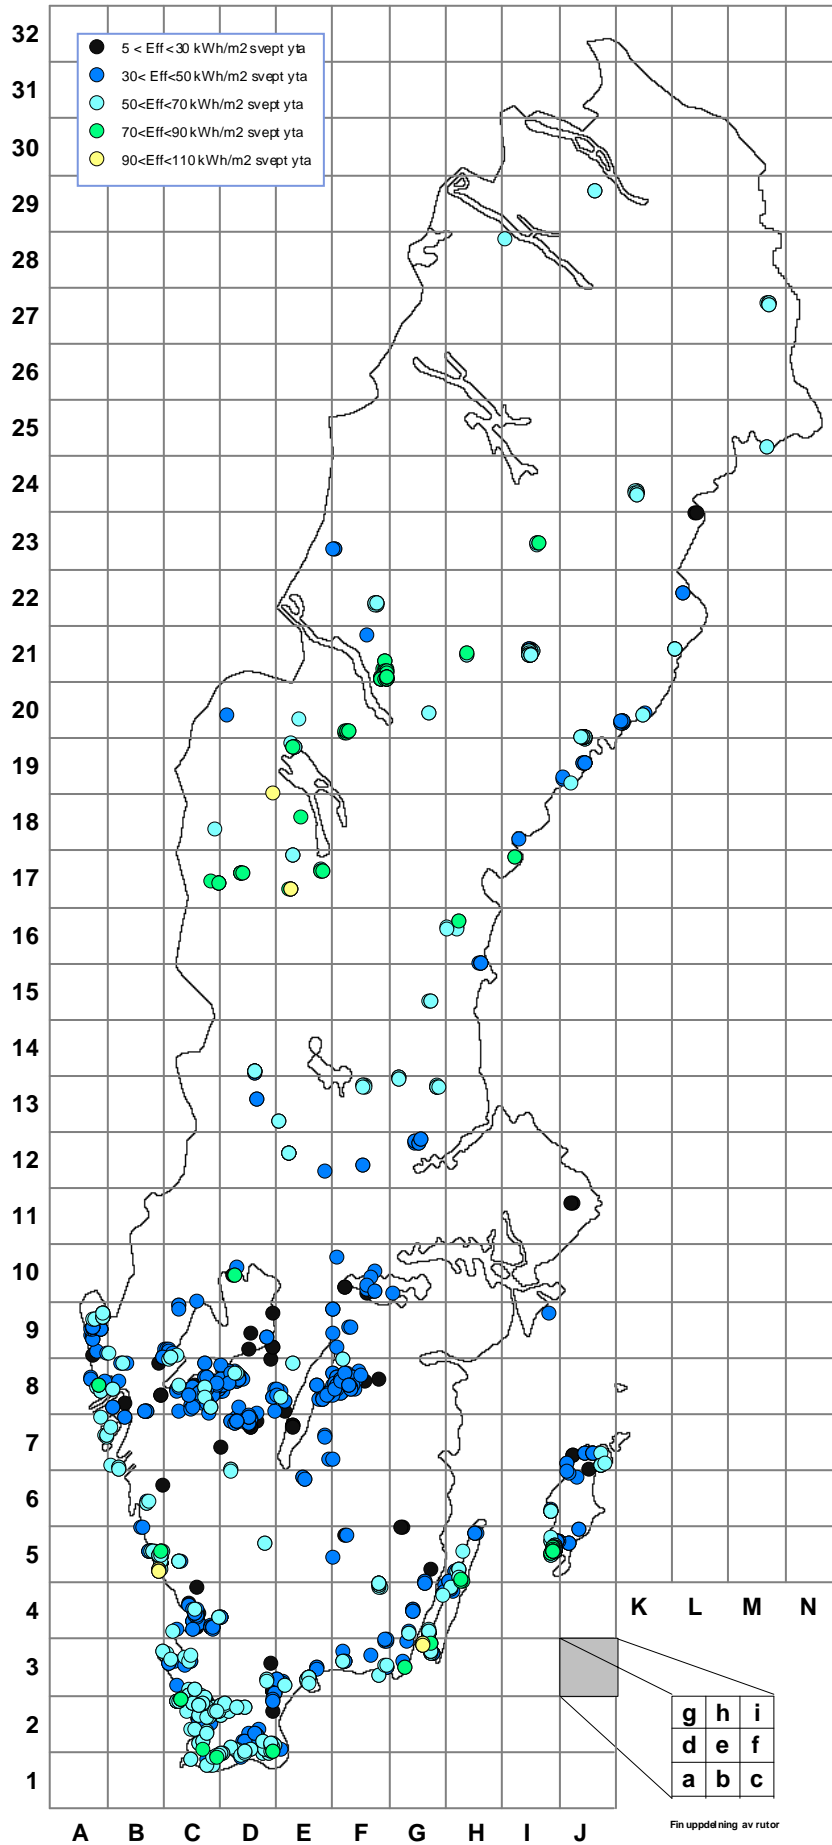 32
5 < Eff<30 kWh/m2 svept yta
30< Eff<50 kWh/m2 svept yta
50<Eff<70 kWh/m2 svept yta
70<Eff<90 kWh/m2 svept yta
90<Eff<110 kWh/m2 svept yta
31
30
29
28
27
26
25
24
23
22
21
20
19
18
17
16
15
14
13
12
11
10
9
8
7
6
5
4
K L M N
3
g h i
d e f
2
a b c
1
Fin uppdelning av rutor
A B C D E F G H I J